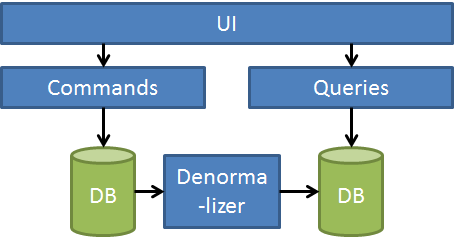 UI
Commands
Queries
DB
Denorma
-lizer
DB